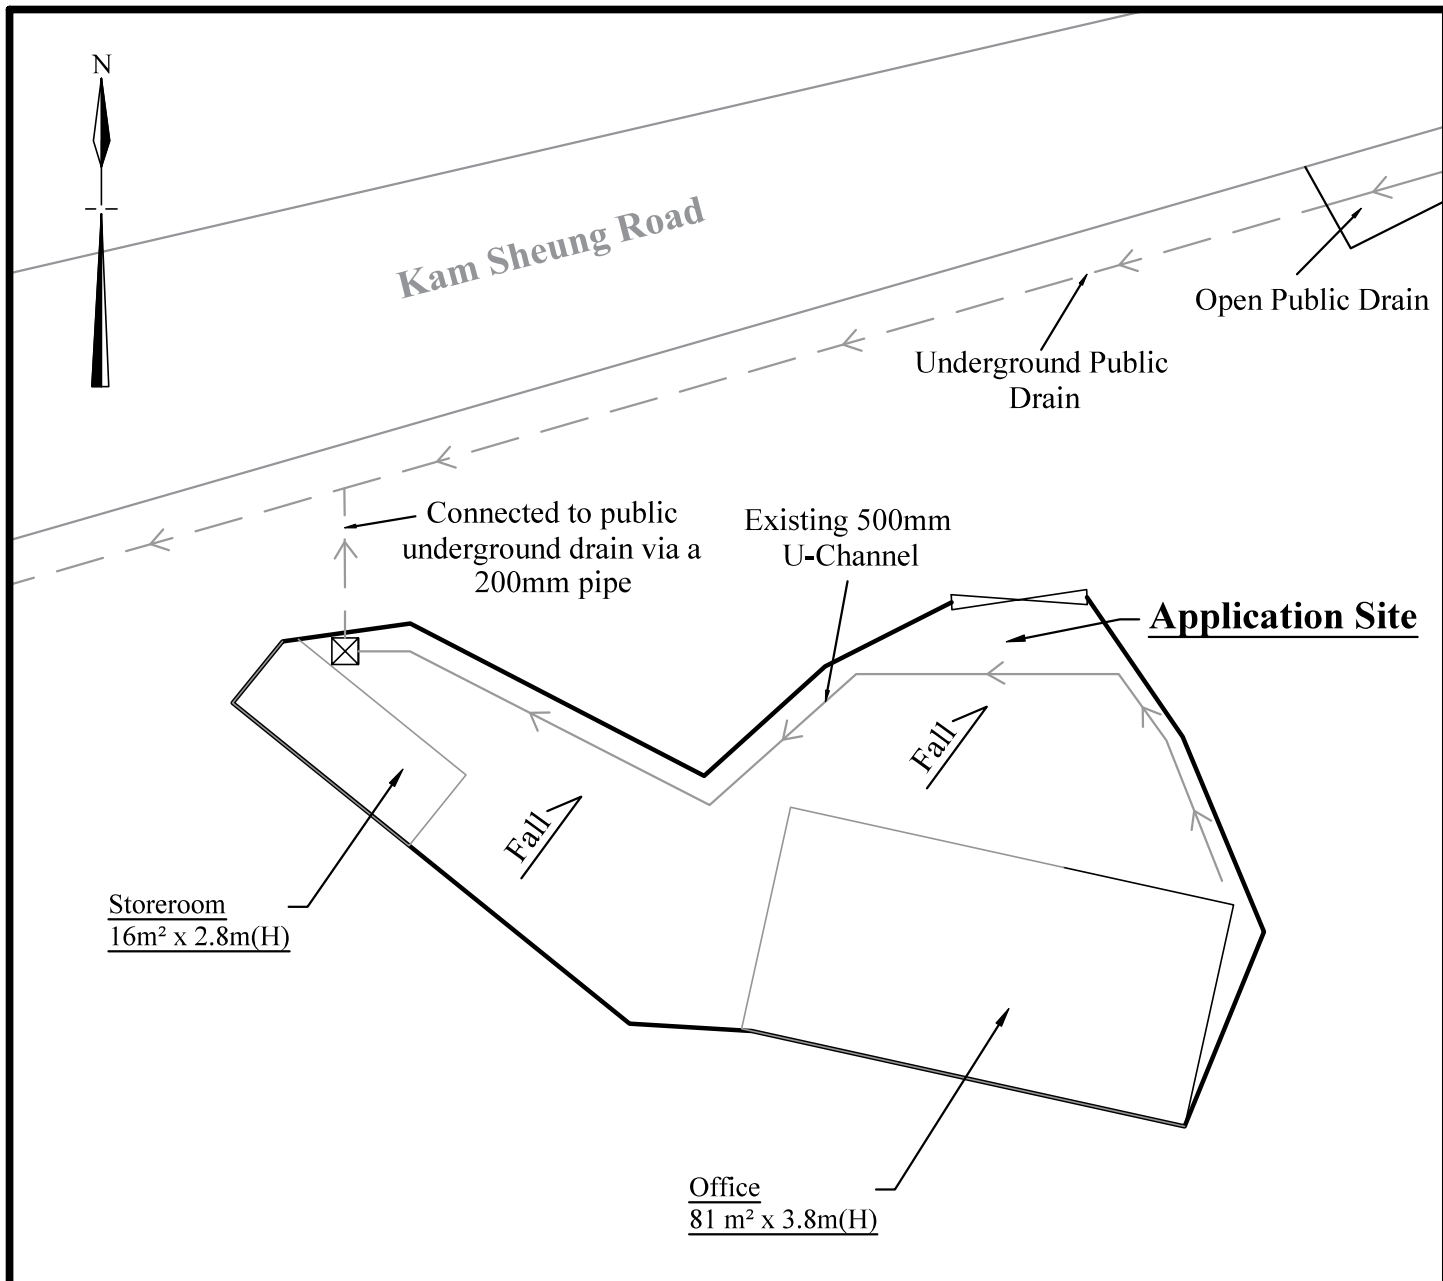 N
Kam Sheung Road
Open Public Drain
Underground Public
Drain
Connected to public
underground drain via a
200mm pipe
Existing 500mm
U-Channel
Application Site
Fall
Fall
Storeroom
16m² x 2.8m(H)
Office
81 m² x 3.8m(H)